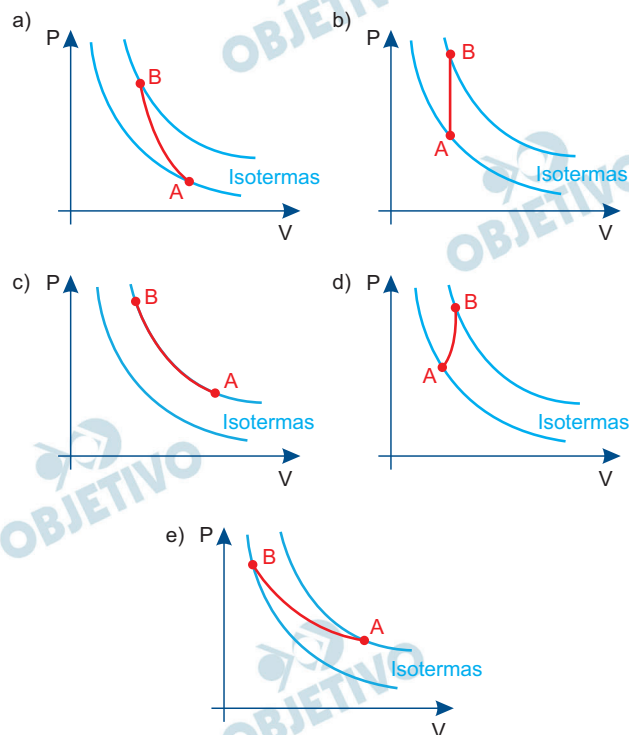 a) P B A Isotermas V
b) P B A Isotermas V
c) P B A Isotermas V
d) P B A Isotermas V
e) P B A Isotermas V
OBJETIVO
OBJETIVO
OBJETIVO
OBJETIVO